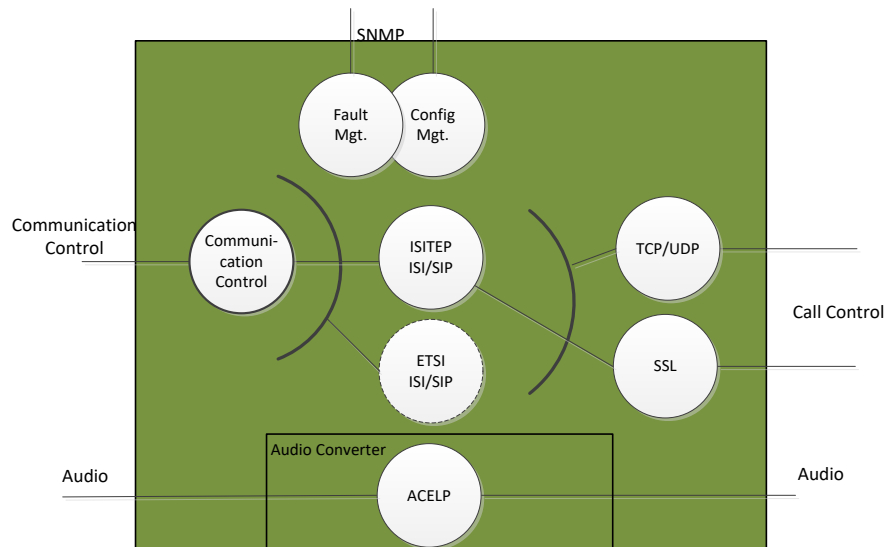 SNMP
Fault
Mgt.
Config
Mgt.
Communication
Control
Communi-
cation
Control
ISITEP
ISI/SIP
TCP/UDP
Call Control
ETSI
ISI/SIP
SSL
Audio Converter
Audio
ACELP
Audio